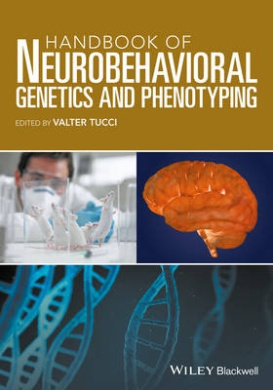 HANDBOOK OF
NEUROBEHAVIORAL
GENETICS AND PHENOTYPING
EDITED BY VALTER TUCCI
WILEY Blackwell